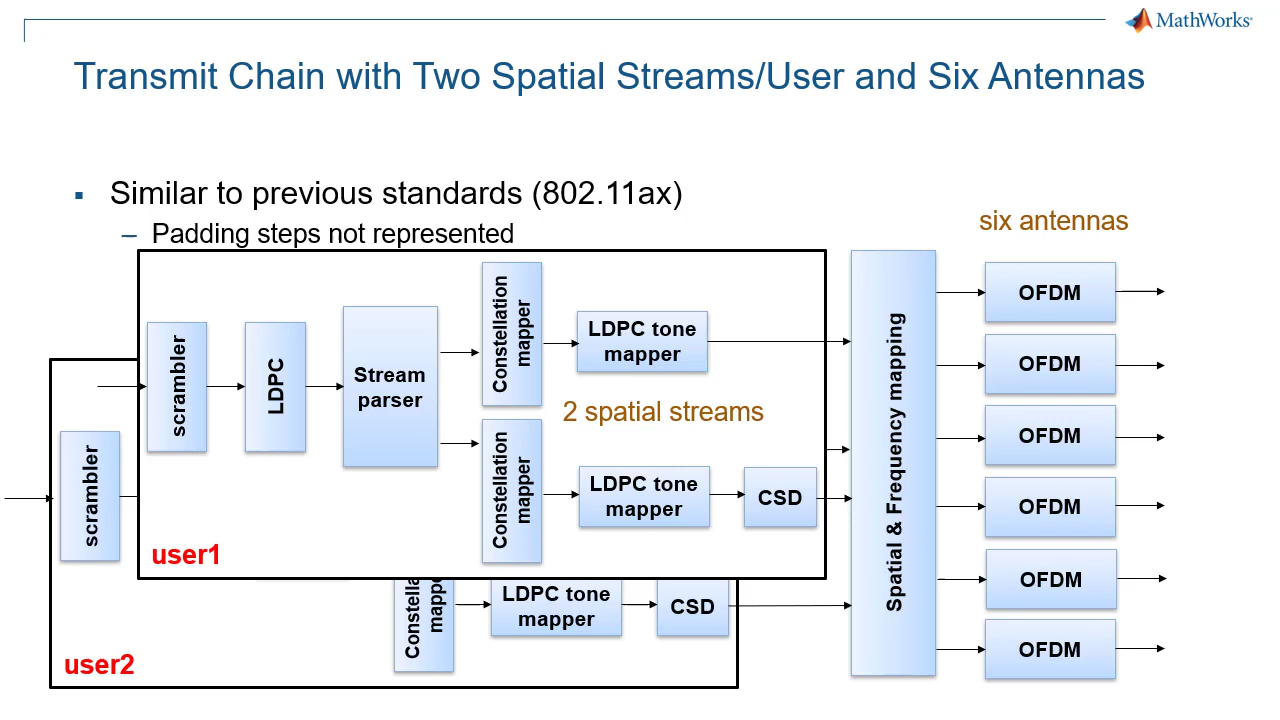 MathWorks
Transmit Chain with Two Spatial Streams/User and Six Antennas
Similar to previous standards (802.11ax)
– Padding steps not represented
six antennas
scrambler
LDPC
Stream
parser
Constellation
mapper
LDPC tone
mapper
2 spatial streams
Constellation
mapper
LDPC tone
mapper
CSD
user1
scrambler
LDPC tone
mapper
CSD
user2
Spatial & Frequency mapping
OFDM
OFDM
OFDM
OFDM
OFDM
OFDM